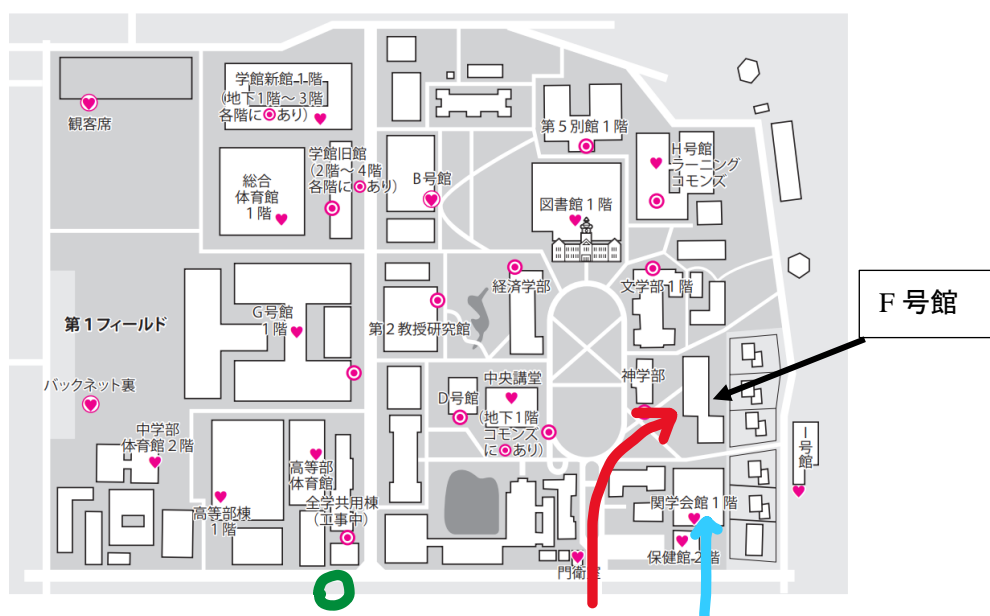 学館新館 1 階
(地下1階~3階
各階に◎あり)
観客席
学館旧館
(2階~4階
各階に◎あり)
総合
体育館
1 階
B号館
第5別館 1 階
H号館
ラーニング
コモンズ
図書館 1 階
経済学部
文学部 1 階
F 号館
第1フィールド
G号館
1 階
第2教授研究館
バックネット裏
D号館
中央講堂
(地下1階
コモンズ
に◎あり)
神学部
中学部
体育館 2 階
高等部
体育館
I号館
高等部棟
1 階
全学共用棟
(工事中)
関学会館 1 階
門衛室
保健館 2 階